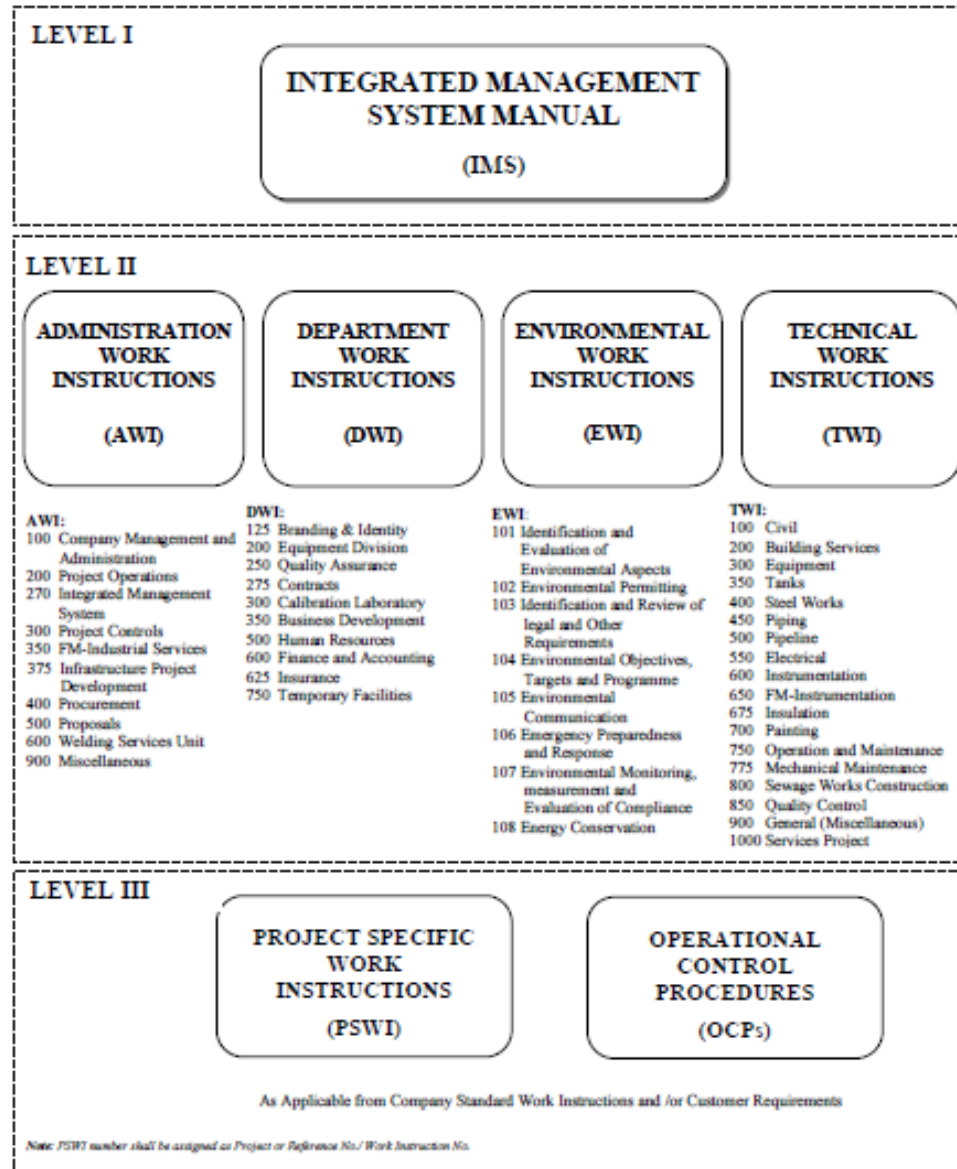 LEVEL I
INTEGRATED MANAGEMENT
SYSTEM MANUAL
(IMS)
LEVEL II
ADMINISTRATION
WORK
INSTRUCTIONS
(AWI)
DEPARTMENT
WORK
INSTRUCTIONS
(DWI)
ENVIRONMENTAL
WORK
INSTRUCTIONS
(EWI)
TECHNICAL
WORK
INSTRUCTIONS
(TWI)
AWI:
100 Company Management and
Administration
200 Project Operations
270 Integrated Management
System
300 Project Controls
350 FM-Industrial Services
375 Infrastructure Project
Development
400 Procurement
500 Proposals
600 Welding Services Unit
900 Miscellaneous
DWI:
125 Branding & Identity
200 Equipment Division
250 Quality Assurance
275 Contracts
300 Calibration Laboratory
350 Business Development
500 Human Resources
600 Finance and Accounting
625 Insurance
750 Temporary Facilities
EWI:
101 Identification and
Evaluation of
Environmental Aspects
102 Environmental Permitting
103 Identification and Review of
legal and Other
Requirements
104 Environmental Objectives,
Targets and Programme
105 Environmental
Communication
106 Emergency Preparedness
and Response
107 Environmental Monitoring,
measurement and
Evaluation of Compliance
108 Energy Conservation
TWI:
100 Civil
200 Building Services
300 Equipment
350 Tanks
400 Steel Works
450 Piping
500 Pipeline
550 Electrical
600 Instrumentation
650 FM-Instrumentation
675 Insulation
700 Painting
750 Operation and Maintenance
775 Mechanical Maintenance
800 Sewage Works Construction
850 Quality Control
900 General (Miscellaneous)
1000 Services Project
LEVEL III
PROJECT SPECIFIC
WORK
INSTRUCTIONS
(PSWI)
OPERATIONAL
CONTROL
PROCEDURES
(OCPs)
As Applicable from Company Standard Work Instructions and /or Customer Requirements
Note: PSWI number shall be assigned as Project or Reference No./ Work Instruction No.